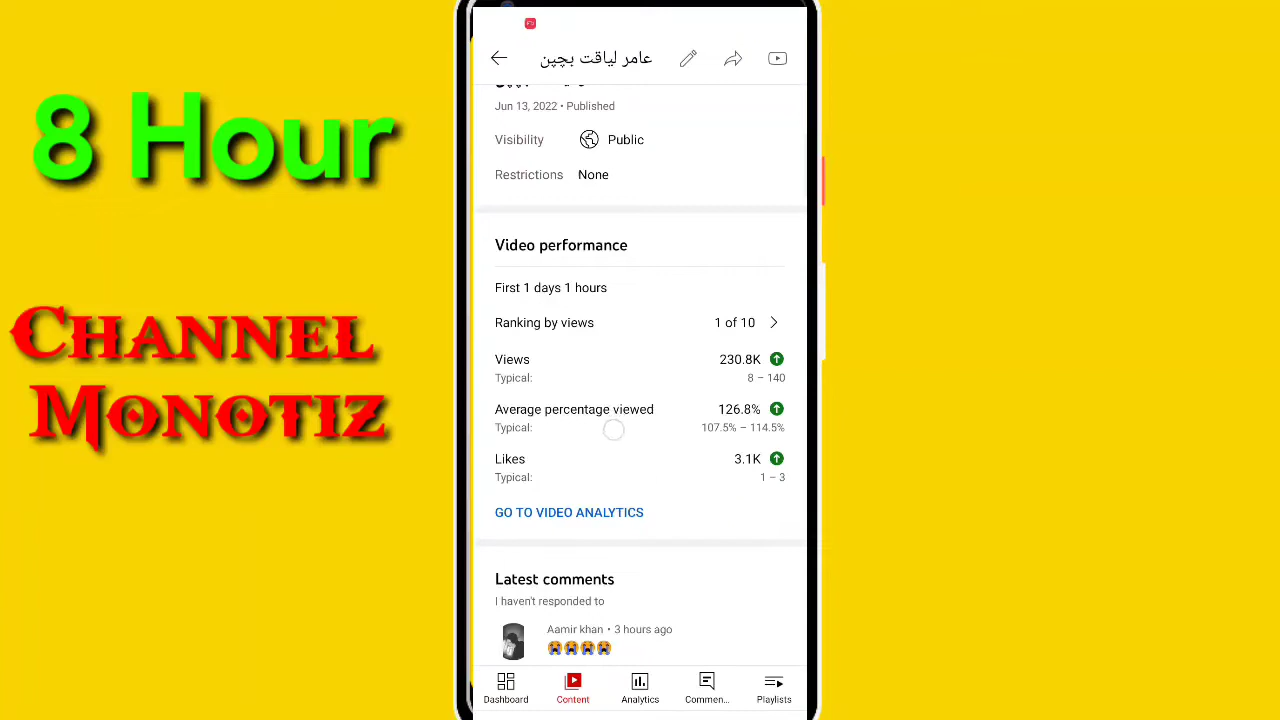 8 Hour
CHANNEL
MONOTIZ
عامر لیاقت بچپن
Jun 13, 2022 • Published
Visibility Public
Restrictions None
Video performance
First 1 days 1 hours
Ranking by views 1 of 10
Views 230.8K
Typical: 8 – 140
Average percentage viewed 126.8%
Typical: 107.5% – 114.5%
Likes 3.1K
Typical: 1 – 3
GO TO VIDEO ANALYTICS
Latest comments
I haven't responded to
Aamir khan • 3 hours ago
😭😭😭😭
Dashboard Content Analytics Commen... Playlists